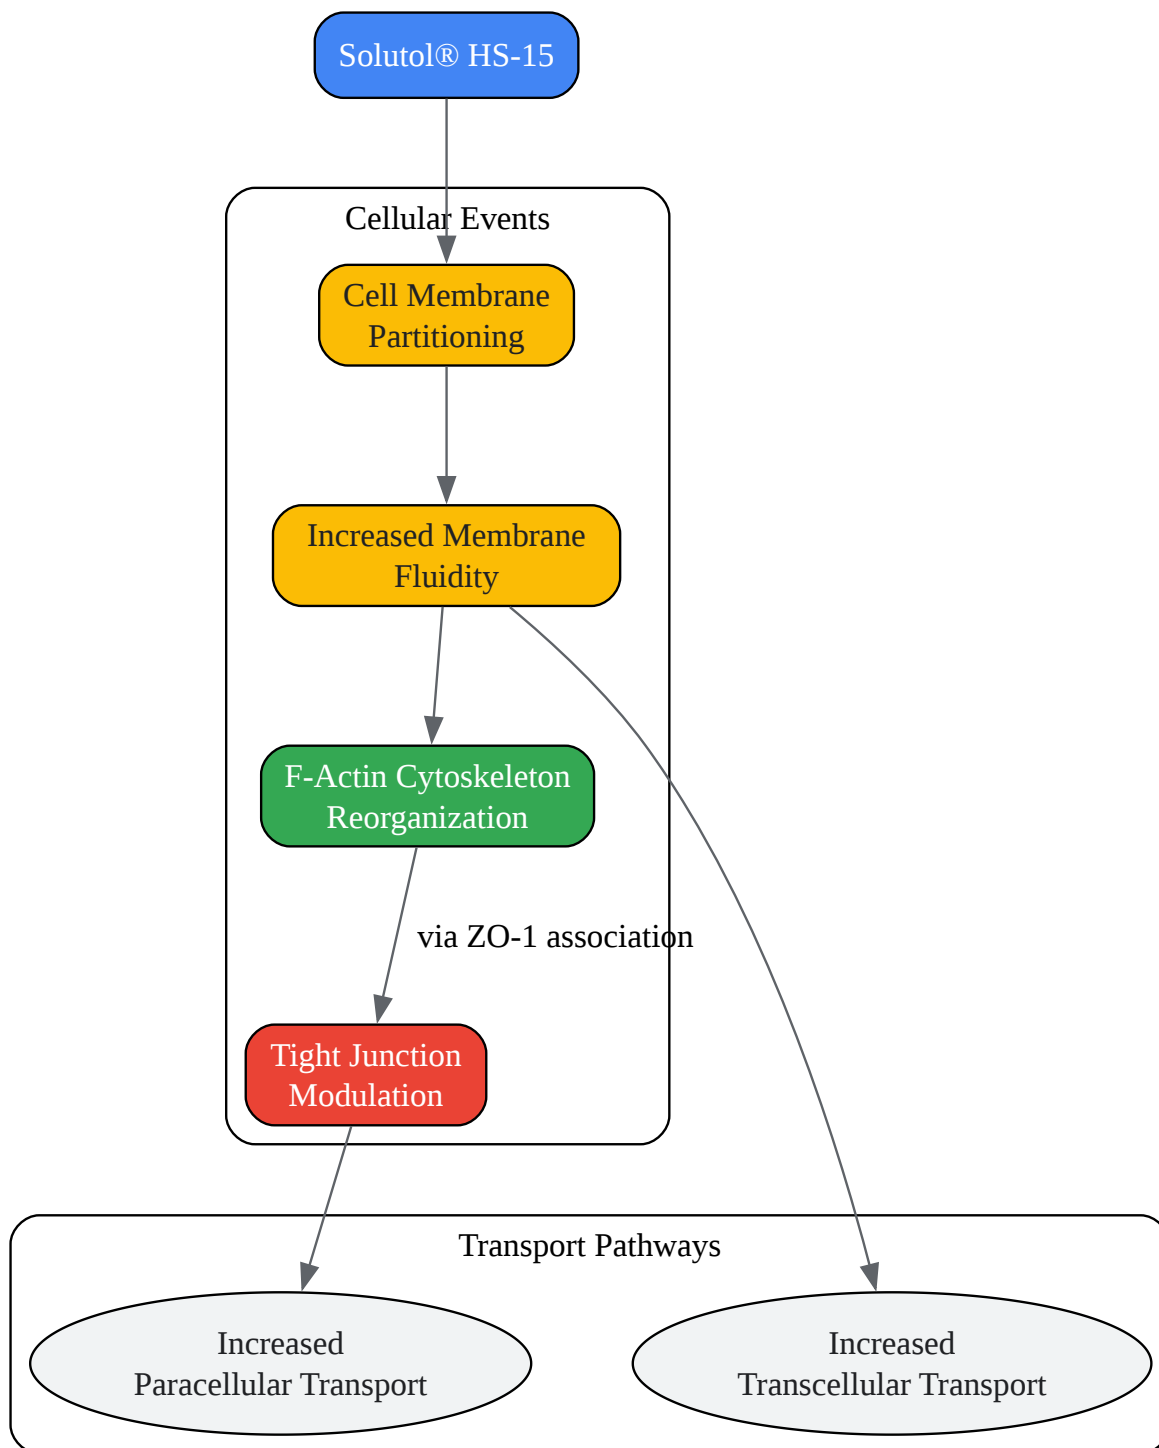 Solutol® HS-15
Cellular Events
Cell Membrane
Partitioning
Increased Membrane
Fluidity
F-Actin Cytoskeleton
Reorganization
via ZO-1 association
Tight Junction
Modulation
Transport Pathways
Increased
Paracellular Transport
Increased
Transcellular Transport